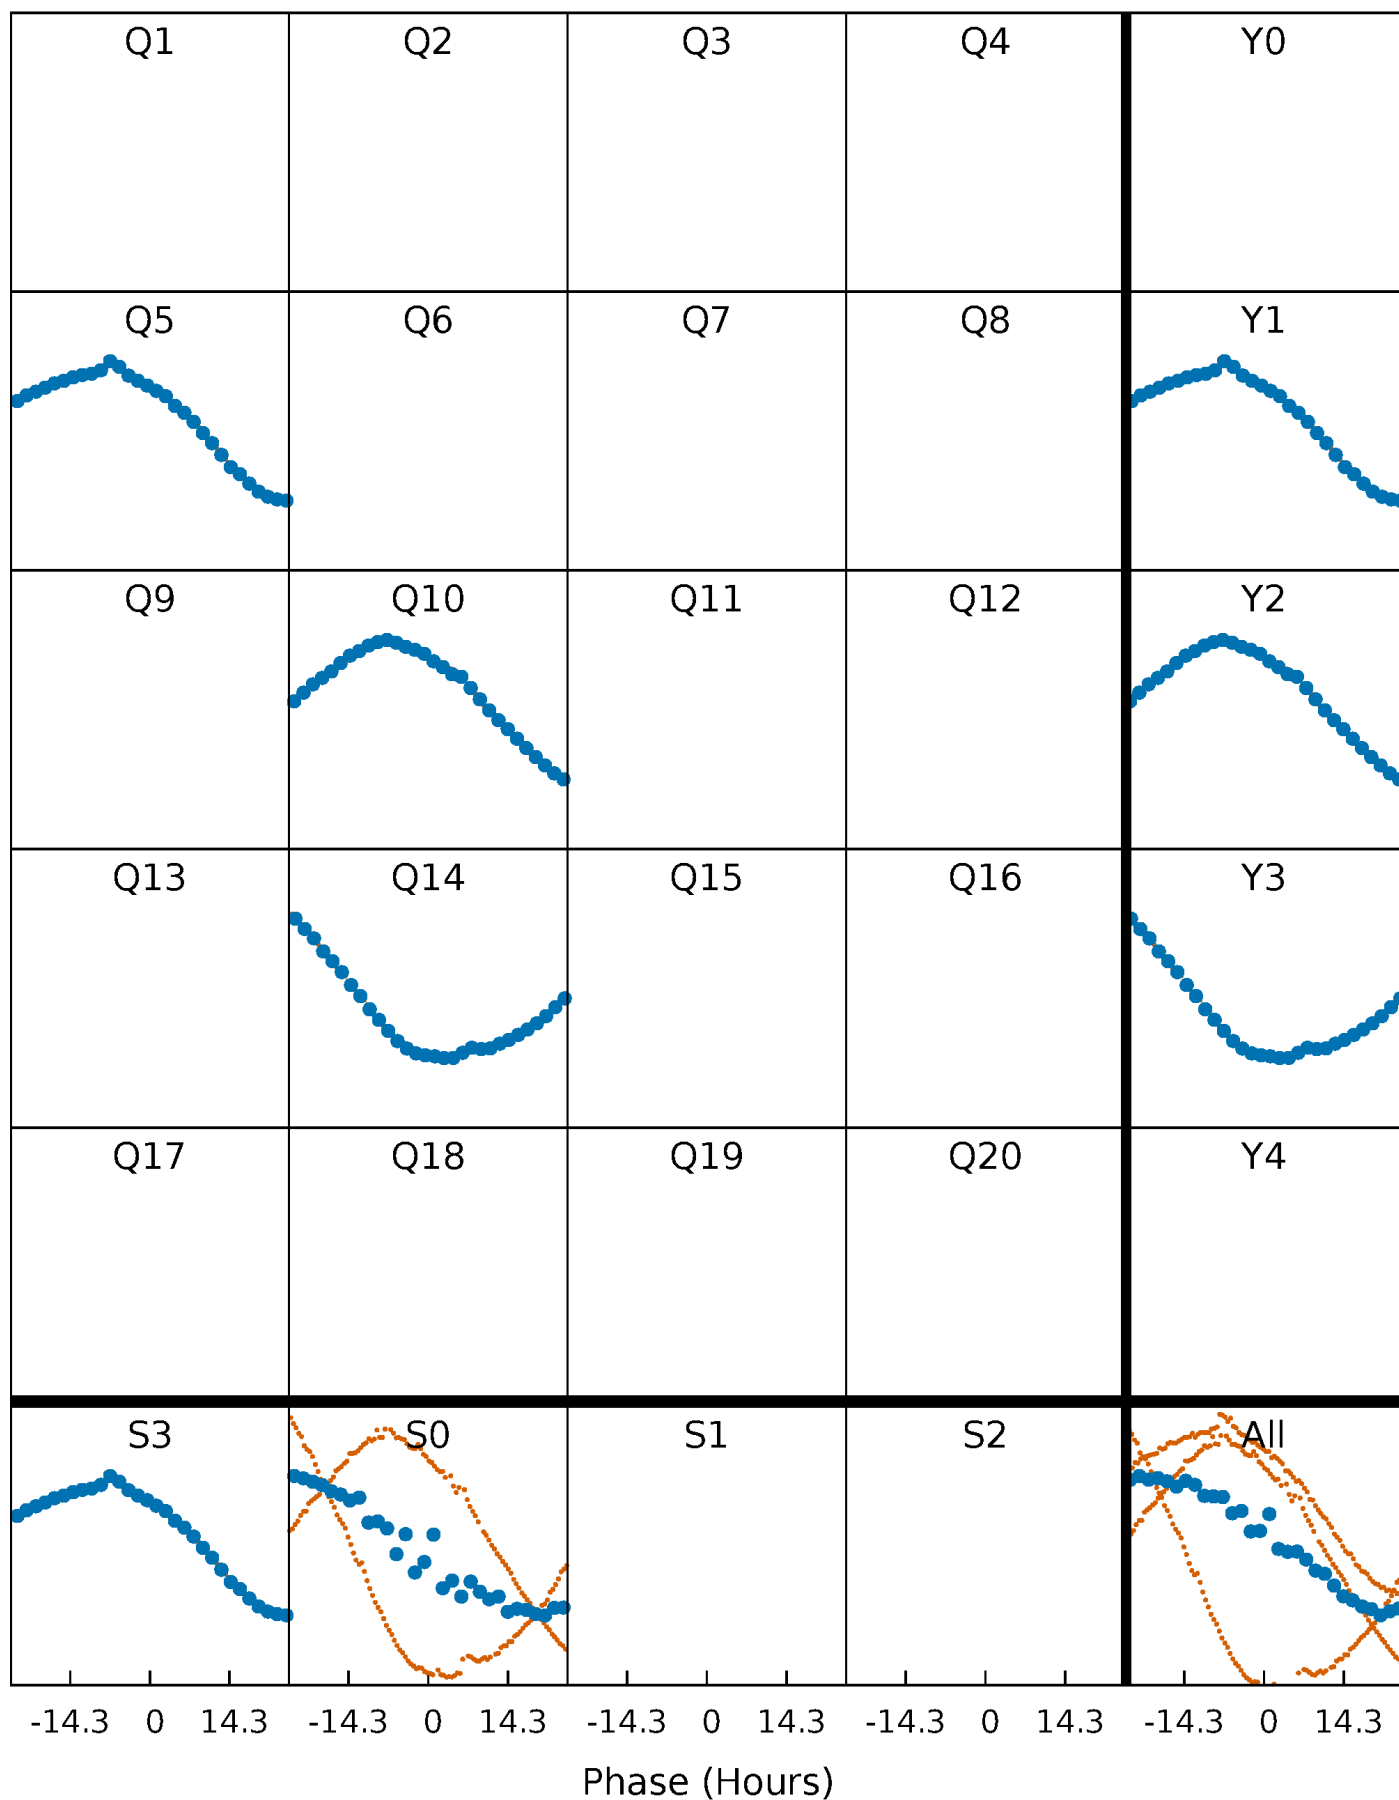 Q1 Q2 Q3 Q4 Y0
Q5 Q6 Q7 Q8 Y1
Q9 Q10 Q11 Q12 Y2
Q13 Q14 Q15 Q16 Y3
Q17 Q18 Q19 Q20 Y4
S3 S0 S1 S2 All
-14.3 0 14.3 -14.3 0 14.3 -14.3 0 14.3 -14.3 0 14.3 -14.3 0 14.3
Phase (Hours)